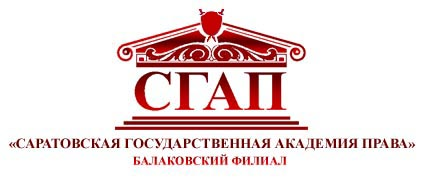 СГАП
«САРАТОВСКАЯ ГОСУДАРСТВЕННАЯ АКАДЕМИЯ ПРАВА»
БАЛАКОВСКИЙ ФИЛИАЛ